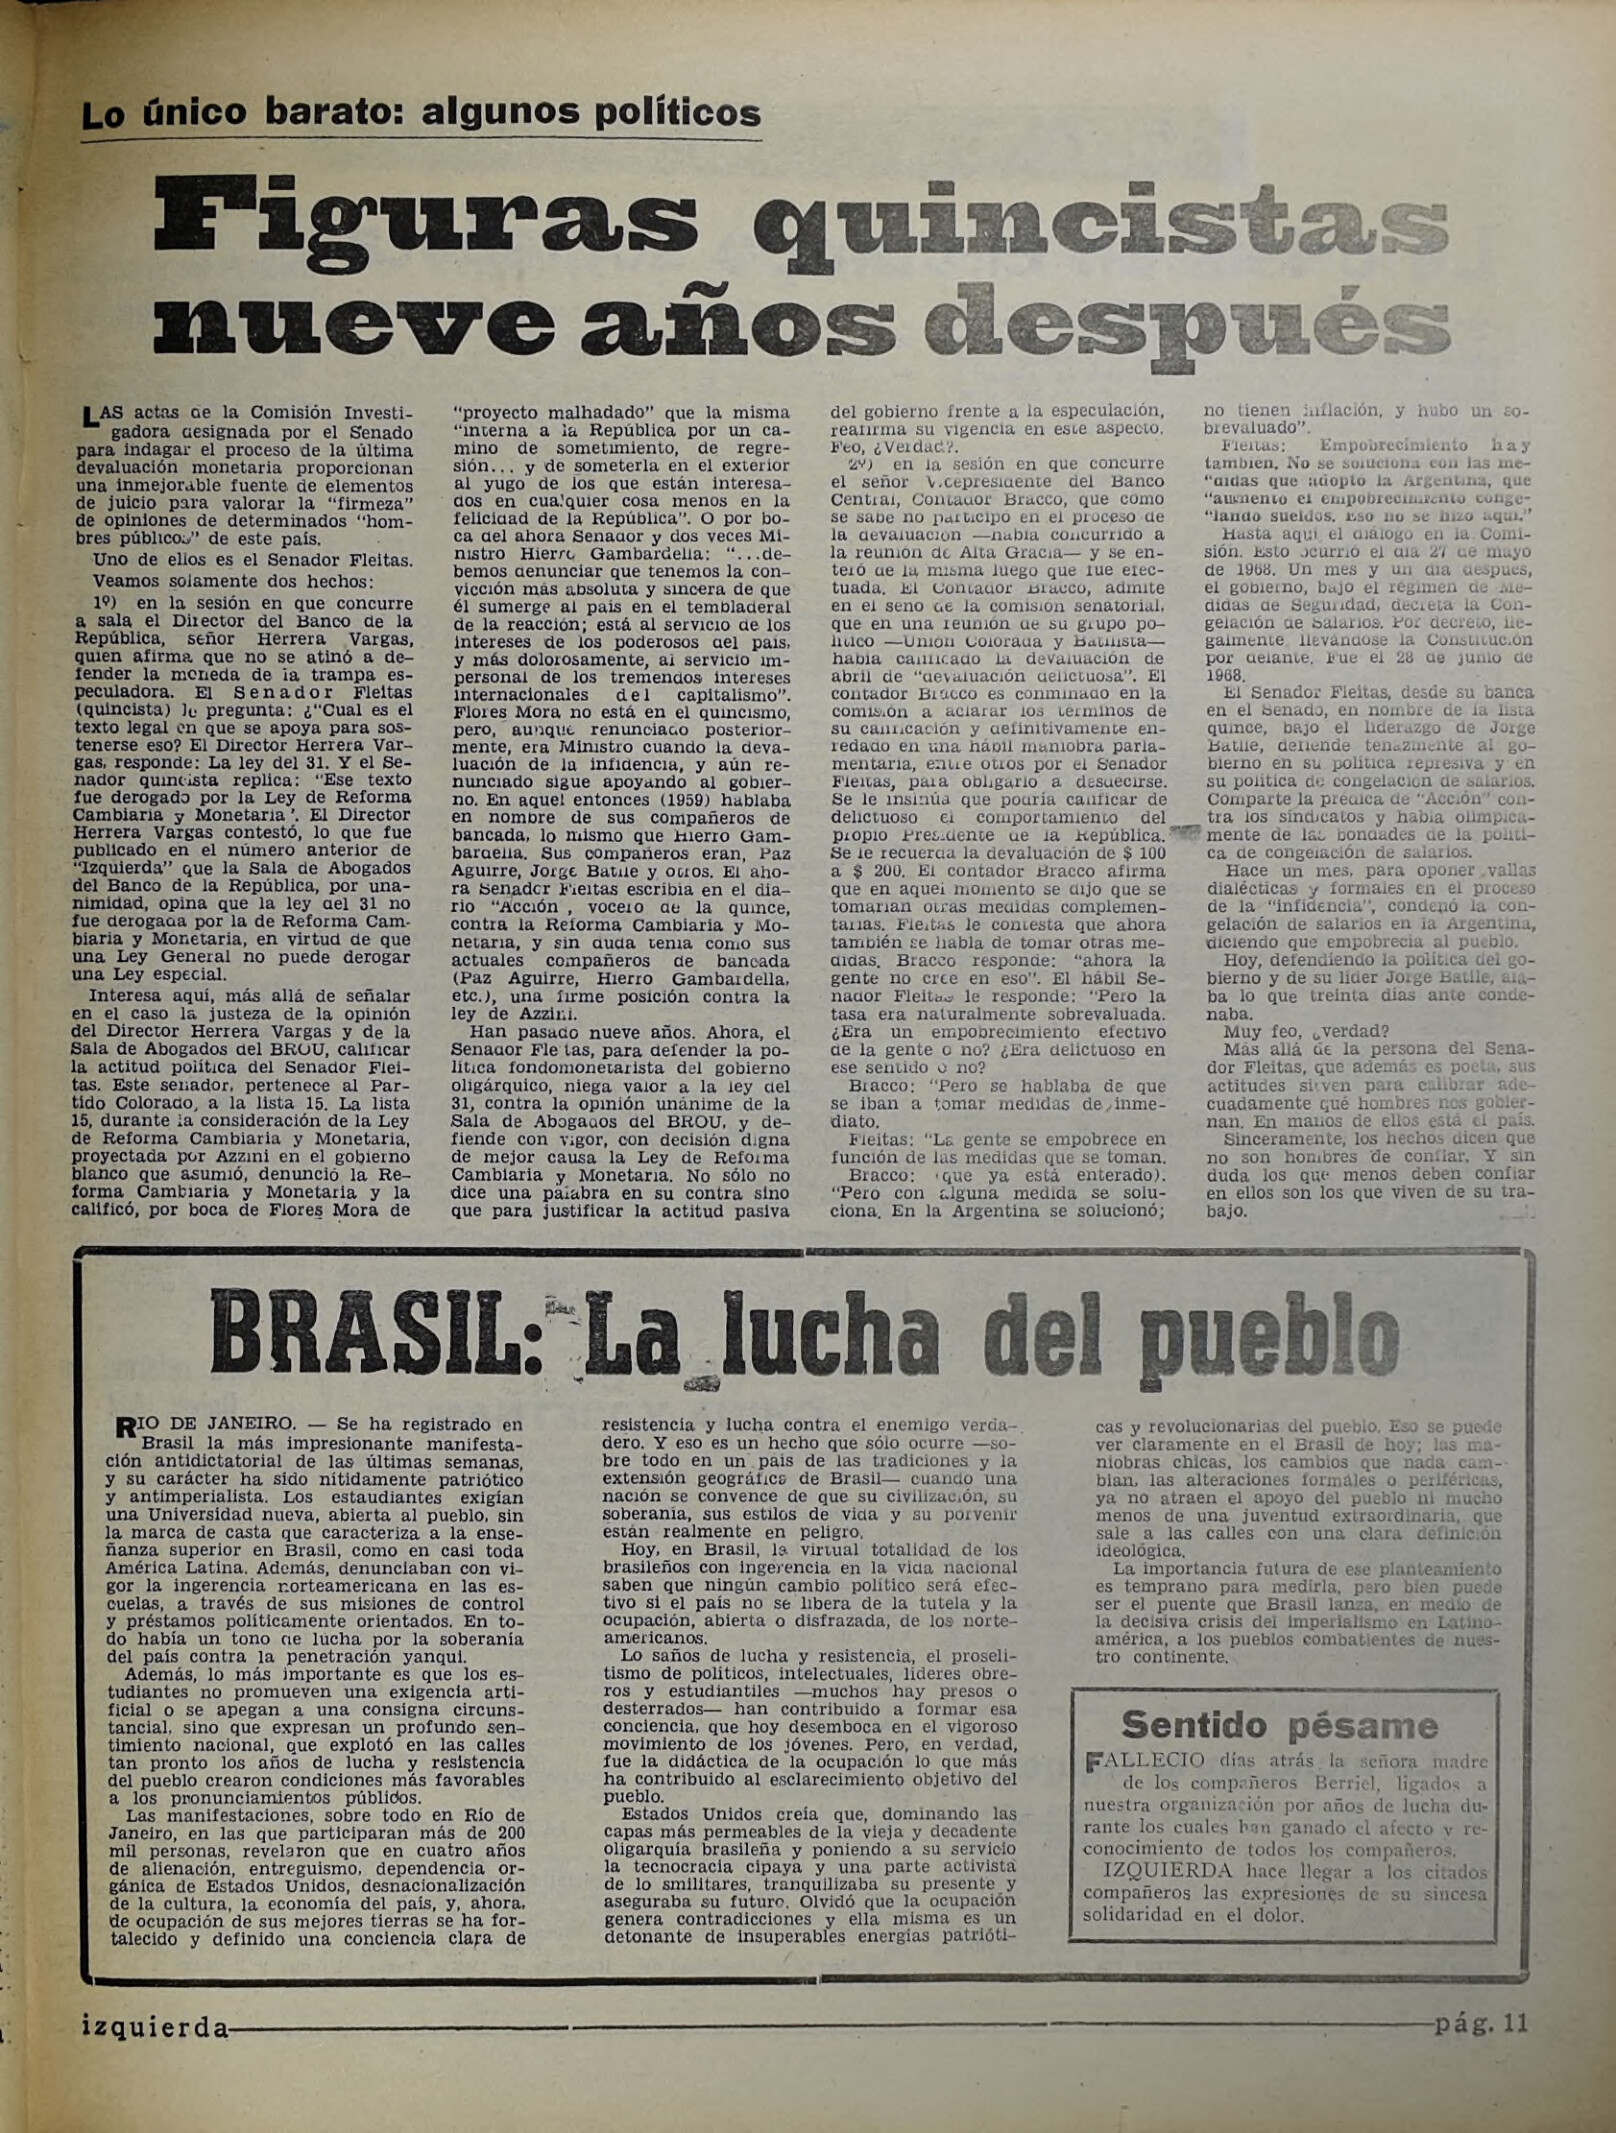 Lo único barato: algunos políticos
Figuras quincistas
nueve años después
LAS actas de la Comisión Investi-
gadora designada por el Senado
para indagar el proceso de la última
devaluación monetaria proporcionan
una inmejorable fuente de elementos
de juicio para valorar la "firmeza"
de opiniones de determinados "hom-
bres públicos" de este país.
Uno de ellos es el Senador Fleitas.
Veamos solamente dos hechos:
1º) en la sesión en que concurre
a sala el Director del Banco de la
República, señor Herrera Vargas,
quien afirma que no se atinó a de-
fender la moneda de la trampa es-
peculadora. El Senador Fleitas
(quincista) le pregunta: ¿"Cual es el
texto legal en que se apoya para sos-
tenerse eso? El Director Herrera Var-
gas, responde: La ley del 31. Y el Se-
nador quincista replica: "Ese texto
fue derogado por la Ley de Reforma
Cambiaria y Monetaria'. El Director
Herrera Vargas contestó, lo que fue
publicado en el número anterior de
"Izquierda" que la Sala de Abogados
del Banco de la República, por una-
nimidad, opina que la ley del 31 no
fue derogada por la de Reforma Cam-
biaria y Monetaria, en virtud de que
una Ley General no puede derogar
una Ley especial.
Interesa aquí, más allá de señalar
en el caso la justeza de la opinión
del Director Herrera Vargas y de la
Sala de Abogados del BROU, calificar
la actitud política del Senador Flei-
tas. Este senador, pertenece al Par-
tido Colorado, a la lista 15. La lista
15, durante la consideración de la Ley
de Reforma Cambiaria y Monetaria,
proyectada por Azzini en el gobierno
blanco que asumió, denunció la Re-
forma Cambiaria y Monetaria y la
calificó, por boca de Flores Mora de
"proyecto malhadado" que la misma
"interna a la República por un ca-
mino de sometimiento, de regre-
sión... y de someterla en el exterior
al yugo de los que están interesa-
dos en cualquier cosa menos en la
felicidad de la República". O por bo-
ca del ahora Senador y dos veces Mi-
nistro Hierro Gambardella: "...de-
bemos denunciar que tenemos la con-
vicción más absoluta y sincera de que
él sumerge al país en el tembladeral
de la reacción; está al servicio de los
intereses de los poderosos del país,
y más dolorosamente, al servicio im-
personal de los tremendos intereses
internacionales del capitalismo".
Flores Mora no está en el quincismo,
pero, aunque renunciado posterior-
mente, era Ministro cuando la deva-
luación de la infidencia, y aún re-
nunciado sigue apoyando al gobier-
no. En aquel entonces (1959) hablaba
en nombre de sus compañeros de
bancada, lo mismo que Hierro Gam-
bardella. Sus compañeros eran, Paz
Aguirre, Jorge Batlle y otros. El aho-
ra Senador Fleitas escribia en el dia-
rio "Acción , vocero de la quince,
contra la Reforma Cambiaria y Mo-
netaria, y sin duda tenia como sus
actuales compañeros de bancada
(Paz Aguirre, Hierro Gambardella,
etc.), una firme posición contra la
ley de Azzini.
Han pasado nueve años. Ahora, el
Senador Fleitas, para defender la po-
lítica fondomonetarista del gobierno
oligárquico, niega valor a la ley del
31, contra la opinión unánime de la
Sala de Abogados del BROU, y de-
fiende con vigor, con decisión digna
de mejor causa la Ley de Reforma
Cambiaria y Monetaria. No sólo no
dice una palabra en su contra sino
que para justificar la actitud pasiva
del gobierno frente a la especulación,
reafirma su vigencia en este aspecto.
Feo, ¿Verdad?.
2º) en la sesión en que concurre
el señor Vicepresidente del Banco
Central, Contador Bracco, que como
se sabe no participo en el proceso de
la devaluación —habia concurrido a
la reunión de Alta Gracia— y se en-
teró de la misma luego que fue efec-
tuada. El Contador Bracco, admite
en el seno de la comisión senatorial,
que en una reunión de su grupo po-
lítico —Unión Colorada y Batllista—
habia calificado la devaluación de
abril de "devaluación delictuosa". El
contador Bracco es conminado en la
comisión a aclarar los términos de
su calificación y definitivamente en-
redado en una hábil maniobra parla-
mentaria, entre otros por el Senador
Fleitas, para obligarlo a desdecirse.
Se le insinúa que podria calificar de
delictuoso el comportamiento del
propio Presidente de la República.
Se le recuerda la devaluación de $ 100
a $ 200. El contador Bracco afirma
que en aquel momento se dijo que se
tomarian otras medidas complemen-
tarias. Fleitas le contesta que ahora
también se habla de tomar otras me-
didas. Bracco responde: "ahora la
gente no cree en eso". El hábil Se-
nador Fleitas le responde: "Pero la
tasa era naturalmente sobrevaluada.
¿Era un empobrecimiento efectivo
de la gente o no? ¿Era delictuoso en
ese sentido o no?
Bracco: "Pero se hablaba de que
se iban a tomar medidas de inme-
diato.
Fleitas: "La gente se empobrece en
función de las medidas que se toman.
Bracco: (que ya está enterado).
"Pero con alguna medida se solu-
ciona. En la Argentina se solucionó;
no tienen inflación, y hubo un so-
brevaluado".
Fleitas: Empobrecimiento hay
tambien. No se soluciona con las me-
"didas que adoptó la Argentina, que
"aumento el empobrecimiento conge-
"lando sueldos. Eso no se hizo aquí."
Hasta aquí el diálogo en la Comi-
sión. Esto ocurrió el dia 27 de mayo
de 1968. Un mes y un dia después,
el gobierno, bajo el régimen de Me-
didas de Seguridad, decreta la Con-
gelación de Salarios. Por decreto, ile-
galmente llevándose la Constitución
por delante. Fue el 28 de junio de
1968.
El Senador Fleitas, desde su banca
en el Senado, en nombre de la lista
quince, bajo el liderazgo de Jorge
Batlle, defiende tenazmente al go-
bierno en su política represiva y en
su política de congelacion de salarios.
Comparte la prédica de "Acción" con-
tra los sindicatos y habla olímpica-
mente de las bondades de la políti-
ca de congelación de salarios.
Hace un mes, para oponer vallas
dialécticas y formales en el proceso
de la "infidencia", condenó la con-
gelación de salarios en la Argentina,
diciendo que empobrecia al pueblo.
Hoy, defendiendo la política del go-
bierno y de su lider Jorge Batlle, ala-
ba lo que treinta días ante conde-
naba.
Muy feo, ¿verdad?
Más allá de la persona del Sena-
dor Fleitas, que además es poeta, sus
actitudes sirven para calibrar ade-
cuadamente qué hombres nos gobier-
nan. En manos de ellos está el país.
Sinceramente, los hechos dicen que
no son hombres de confiar. Y sin
duda los que menos deben confiar
en ellos son los que viven de su tra-
bajo.
BRASIL: La lucha del pueblo
RIO DE JANEIRO. — Se ha registrado en
Brasil la más impresionante manifesta-
ción antidictatorial de las últimas semanas,
y su carácter ha sido nítidamente patriótico
y antimperialista. Los estaudiantes exigían
una Universidad nueva, abierta al pueblo, sin
la marca de casta que caracteriza a la ense-
ñanza superior en Brasil, como en casi toda
América Latina. Además, denunciaban con vi-
gor la ingerencia norteamericana en las es-
cuelas, a través de sus misiones de control
y préstamos políticamente orientados. En to-
do había un tono de lucha por la soberanía
del país contra la penetración yanqui.
Además, lo más importante es que los es-
tudiantes no promueven una exigencia arti-
ficial o se apegan a una consigna circuns-
tancial, sino que expresan un profundo sen-
timiento nacional, que explotó en las calles
tan pronto los años de lucha y resistencia
del pueblo crearon condiciones más favorables
a los pronunciamientos públidos.
Las manifestaciones, sobre todo en Río de
Janeiro, en las que participaran más de 200
mil personas, revelaron que en cuatro años
de alienación, entreguismo, dependencia or-
gánica de Estados Unidos, desnacionalización
de la cultura, la economía del país, y, ahora,
de ocupación de sus mejores tierras se ha for-
talecido y definido una conciencia clara de
resistencia y lucha contra el enemigo verda-
dero. Y eso es un hecho que sólo ocurre —so-
bre todo en un país de las tradiciones y la
extensión geográfica de Brasil— cuando una
nación se convence de que su civilización, su
soberanía, sus estilos de vida y su porvenir
están realmente en peligro.
Hoy, en Brasil, la virtual totalidad de los
brasileños con ingerencia en la vida nacional
saben que ningún cambio político será efec-
tivo si el país no se libera de la tutela y la
ocupación, abierta o disfrazada, de los norte-
americanos.
Lo saños de lucha y resistencia, el proseli-
tismo de políticos, intelectuales, líderes obre-
ros y estudiantiles —muchos hay presos o
desterrados— han contribuido a formar esa
conciencia, que hoy desemboca en el vigoroso
movimiento de los jóvenes. Pero, en verdad,
fue la didáctica de la ocupación lo que más
ha contribuido al esclarecimiento objetivo del
pueblo.
Estados Unidos creía que, dominando las
capas más permeables de la vieja y decadente
oligarquía brasileña y poniendo a su servicio
la tecnocracia cipaya y una parte activista
de lo smilitares, tranquilizaba su presente y
aseguraba su futuro. Olvidó que la ocupación
genera contradicciones y ella misma es un
detonante de insuperables energías patrióti-
cas y revolucionarias del pueblo. Eso se puede
ver claramente en el Brasil de hoy; las ma-
niobras chicas, los cambios que nada cam-
bian, las alteraciones formales o periféricas,
ya no atraen el apoyo del pueblo ni mucho
menos de una juventud extraordinaria, que
sale a las calles con una clara definición
ideológica.
La importancia futura de ese planteamiento
es temprano para medirla, pero bien puede
ser el puente que Brasil lanza, en medio de
la decisiva crisis del imperialismo en Latino-
américa, a los pueblos combatientes de nues-
tro continente.
Sentido pésame
FALLECIO días atrás la señora madre
de los compañeros Berriel, ligados a
nuestra organización por años de lucha du-
rante los cuales han ganado el afecto y re-
conocimiento de todos los compañeros.
IZQUIERDA hace llegar a los citados
compañeros las expresiones de su sincesa
solidaridad en el dolor.
izquierda
pág. 11